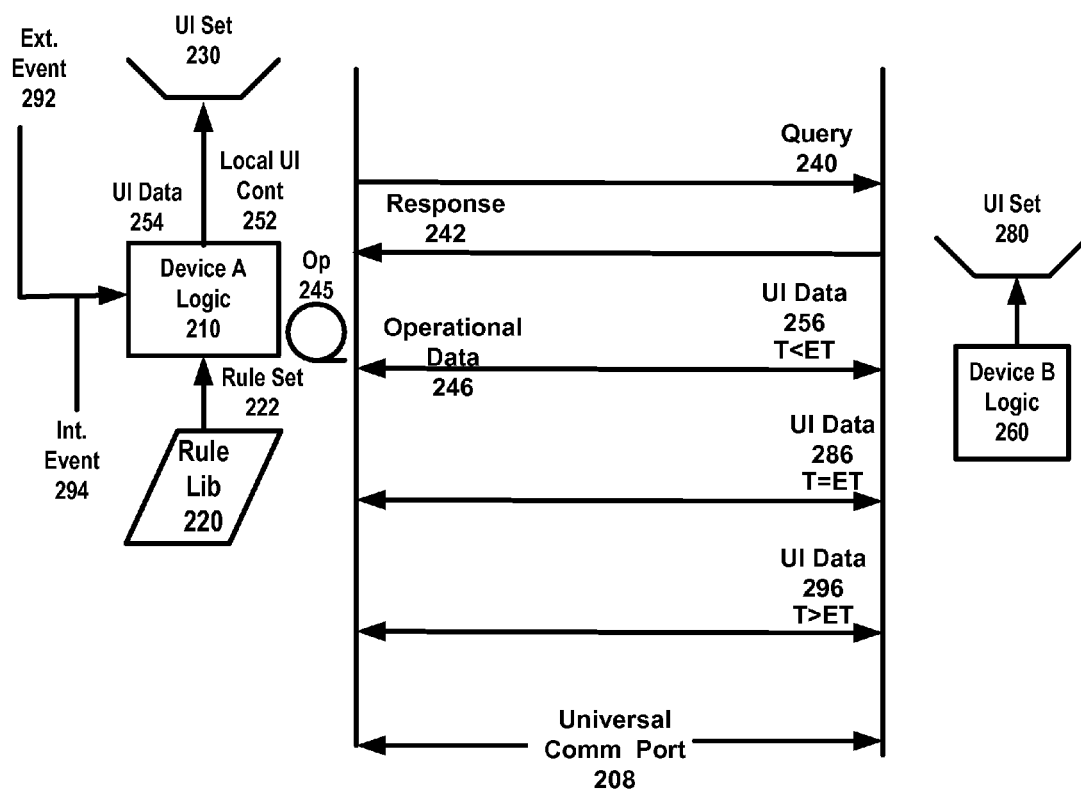 Ext.
Event
292
UI Set
230
UI Data
254
Local UI
Cont
252
Device A
Logic
210
Op
245
Rule Set
222
Int.
Event
294
Rule
Lib
220
Query
240
Response
242
Operational
Data
246
UI Data
256
T<ET
UI Data
286
T=ET
UI Data
296
T>ET
Universal
Comm Port
208
UI Set
280
Device B
Logic
260